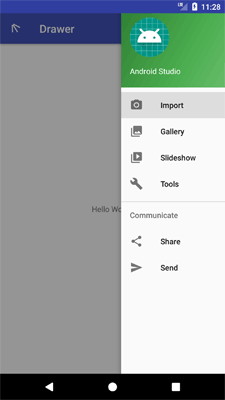 11:28
Drawer
Android Studio
Import
Gallery
Slideshow
Tools
Hello Wo
Communicate
Share
Send